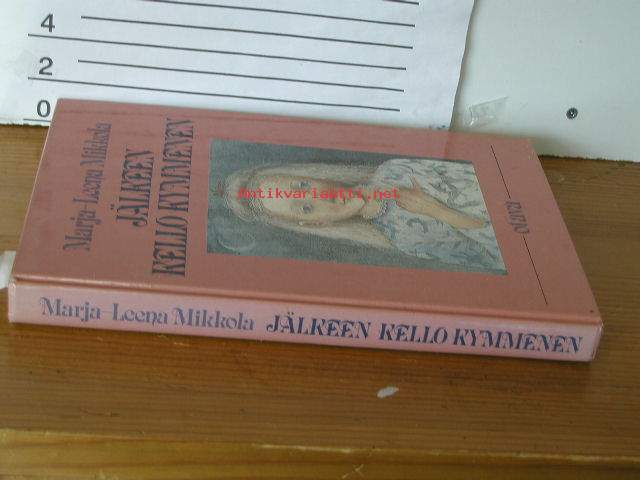 4
2
0
Marja-Leena Mikkola
JÄLKEEN
KELLO KYMMENEN
Antikvariaatti.net
otava
Marja-Leena Mikkola JÄLKEEN KELLO KYMMENEN